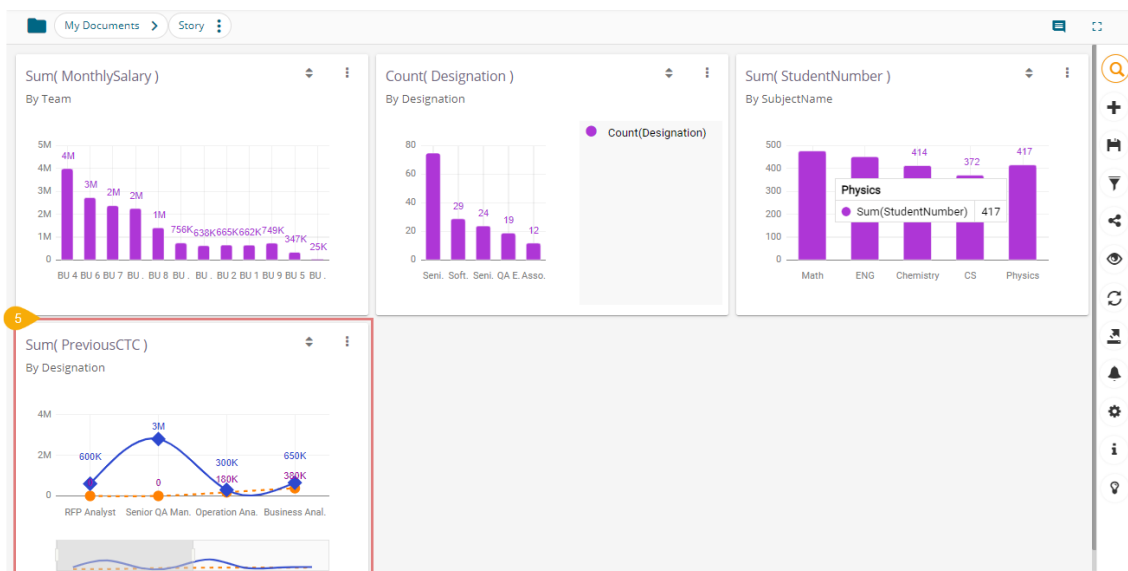 My Documents > Story
Sum( MonthlySalary )
By Team
5M
4M
3M
2M
1M
0
4M
3M
2M
2M
1M
756K
638K
665K
662K
749K
347K
25K
BU 4 BU 6 BU 7 BU . BU 8 BU . BU . BU 2 BU 1 BU 9 BU 5 BU .
Count( Designation )
By Designation
Count(Designation)
80
60
40
20
0
29
24
19
12
Seni. Soft. Seni. QA E. Asso.
Sum( StudentNumber )
By SubjectName
500
400
300
200
100
0
414
372
417
Physics
Sum(StudentNumber) 417
Math ENG Chemistry CS Physics
5
Sum( PreviousCTC )
By Designation
4M
2M
0
600K
3M
300K
650K
0
180K
380K
RFP Analyst Senior QA Man. Operation Ana. Business Anal.